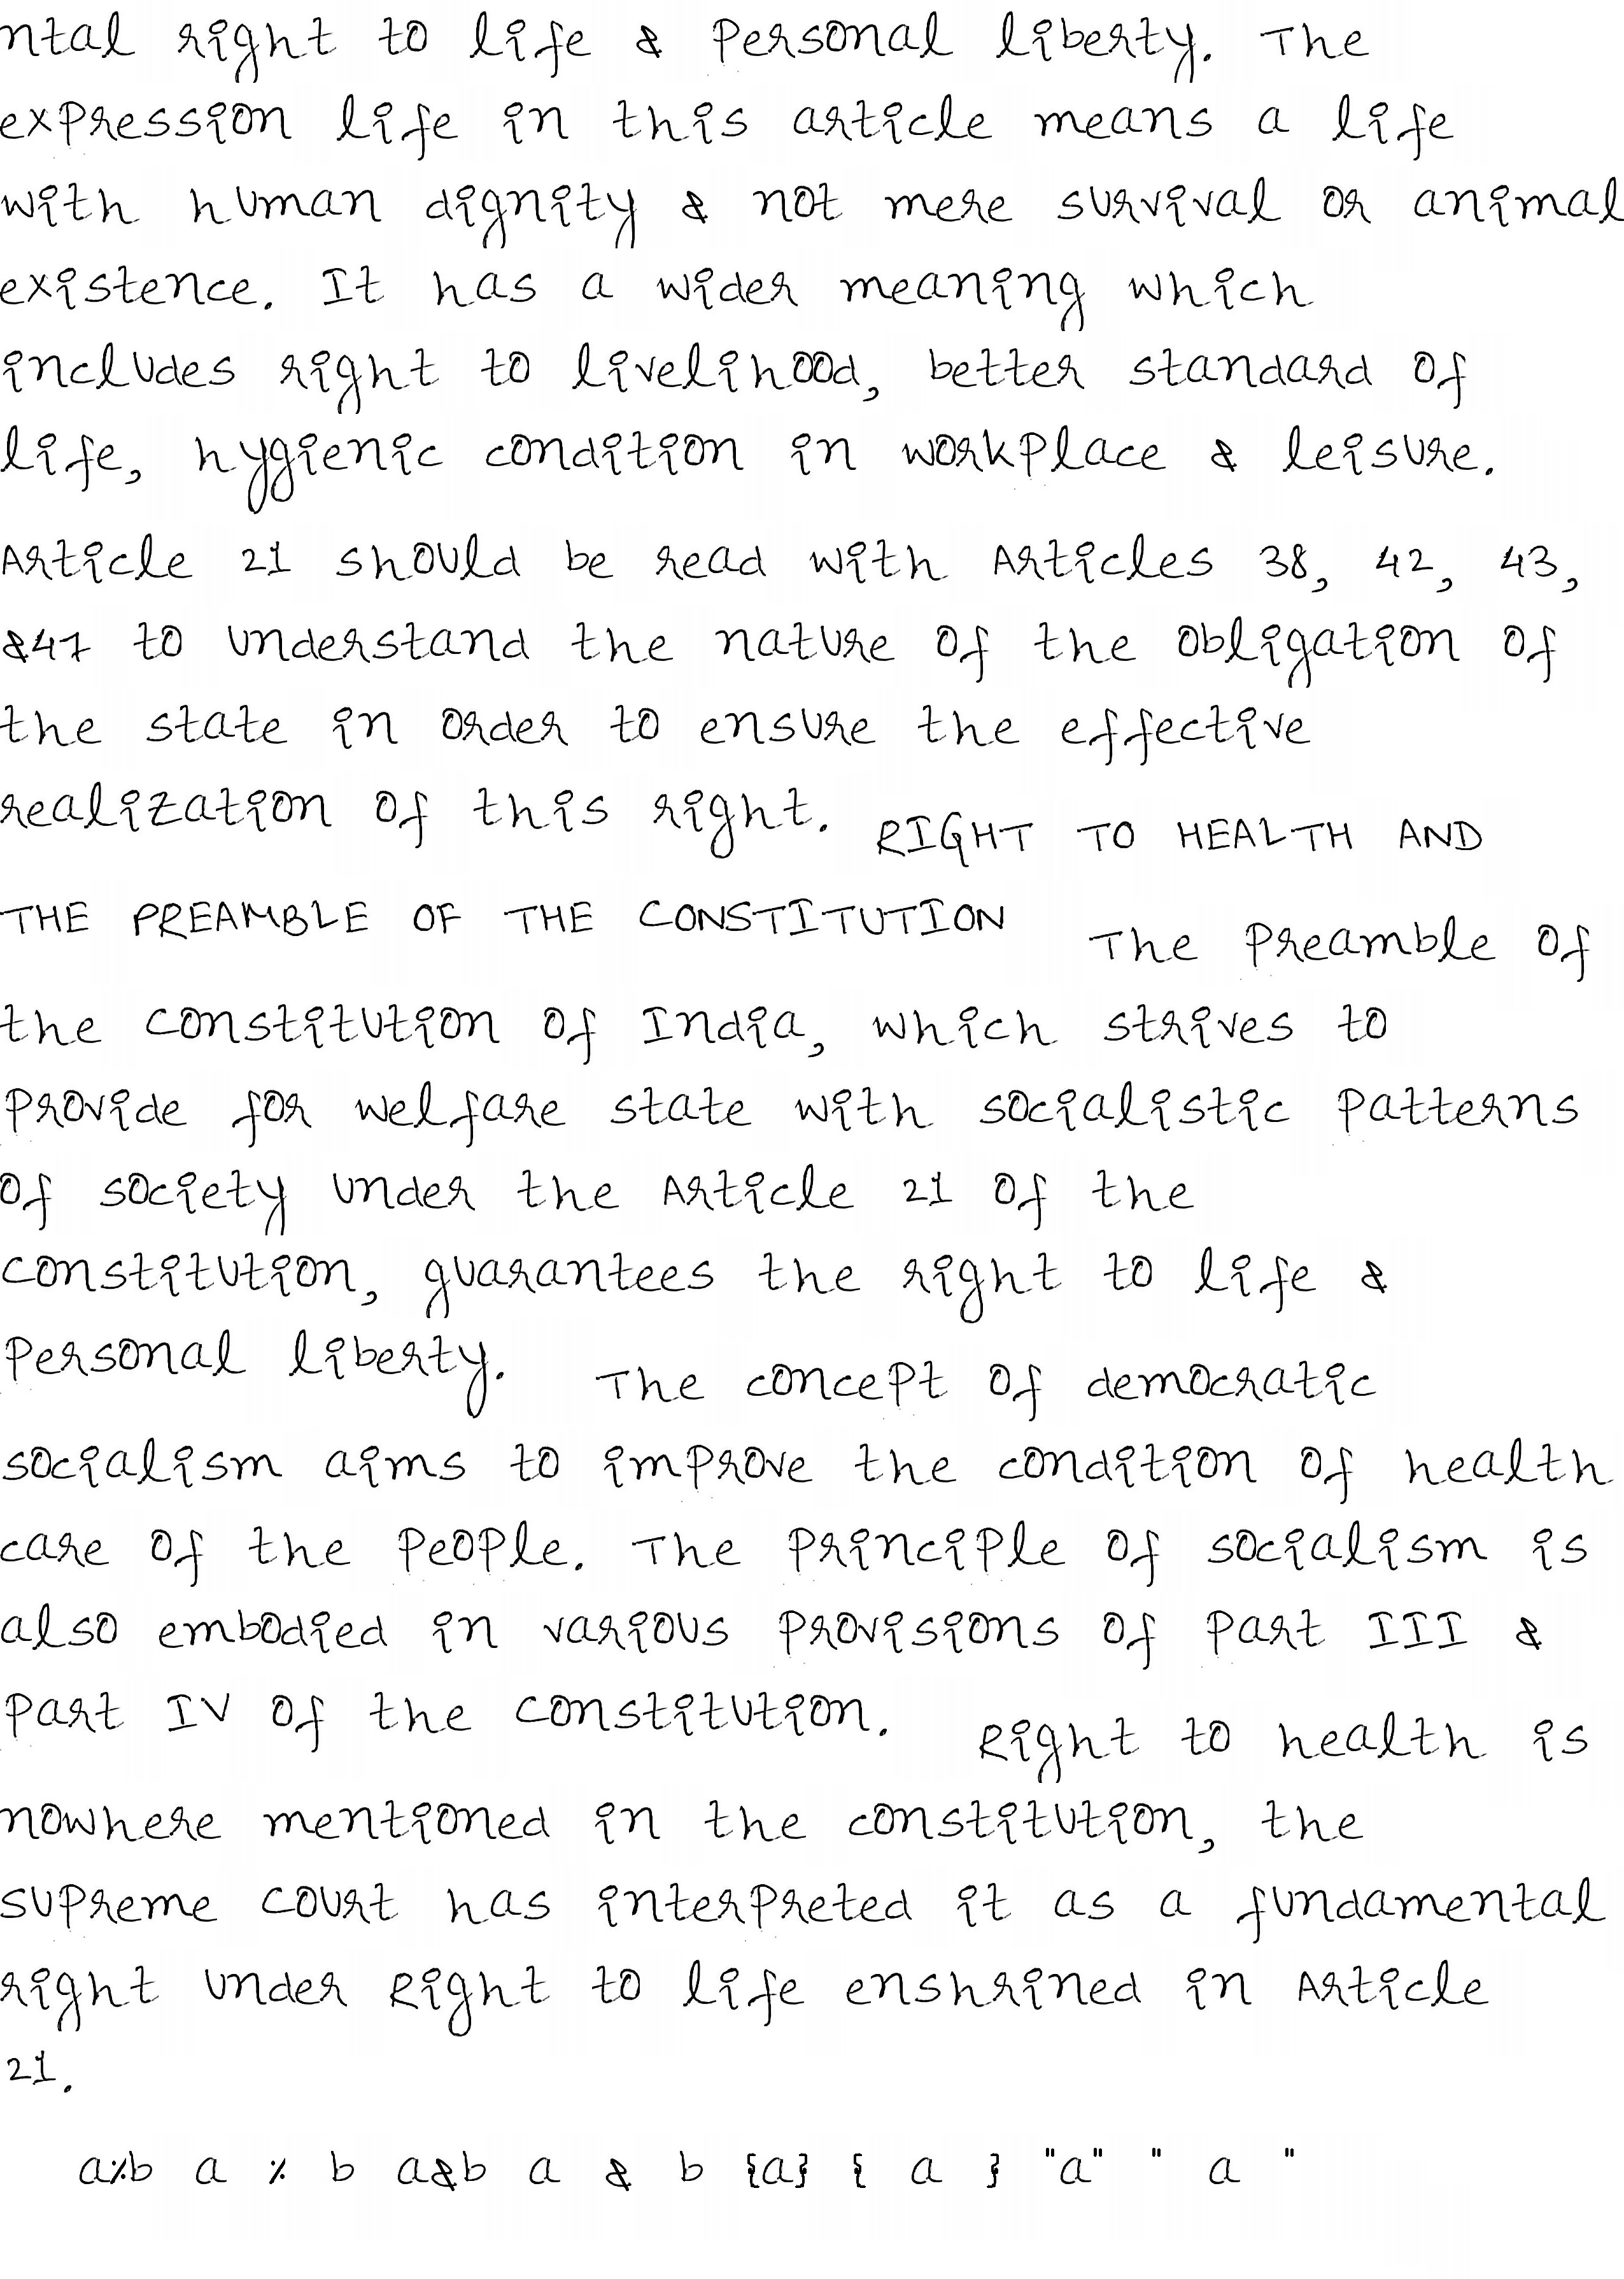 ntal right to life & Personal liberty. The
expression life in this article means a life
with human dignity & not mere survival or animal
existence. It has a wider meaning which
includes right to livelihood, better standard of
life, hygienic condition in workplace & leisure.
Article 21 should be read with Articles 38, 42, 43,
&47 to understand the nature of the obligation of
the state in order to ensure the effective
realization of this right. RIGHT TO HEALTH AND
THE PREAMBLE OF THE CONSTITUTION The Preamble of
the constitution of India, which strives to
provide for welfare state with socialistic patterns
of society under the Article 21 of the
constitution, guarantees the right to life &
personal liberty. The concept of democratic
socialism aims to improve the condition of health
care of the people. The principle of socialism is
also embodied in various provisions of part III &
part IV of the constitution. Right to health is
nowhere mentioned in the constitution, the
supreme court has interpreted it as a fundamental
right under Right to life enshrined in Article
21.
a%b a % b a&b a & b {a} { a } "a" " a "